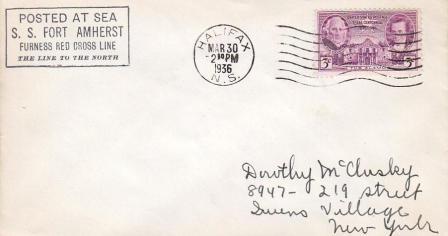 POSTED AT SEA
S. S. FORT AMHERST
FURNESS RED CROSS LINE
THE LINE TO THE NORTH
HALIFAX
MAR 30
2 PM
1936
N.S.
3¢ 3¢
Dorothy McClusky
8947- 219 street
Queens Village
New York